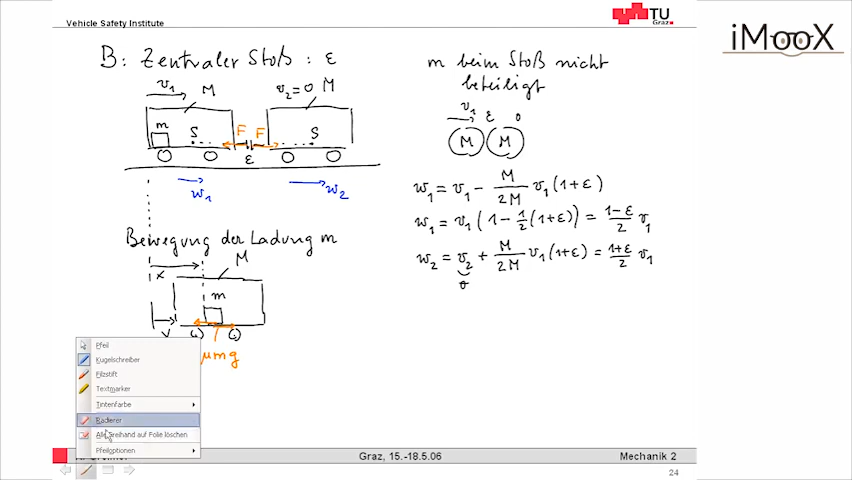 Vehicle Safety Institute
TU
Graz
iMooX
B: Zentraler Stoß: ε
v₁ M v₂=0 M
m S F F S
ε
w₁ w₂
m beim Stoß nicht
beteiligt
v₁ ε 0
M M
w₁ = v₁ - M/2M v₁(1+ε)
w₁ = v₁(1 - 1/2(1+ε)) = 1-ε/2 v₁
w₂ = v₂ + M/2M v₁(1+ε) = 1+ε/2 v₁
0
Bewegung der Ladung m
x M
m
v
μmg
Pfeil
Kugelschreiber
Filzstift
Textmarker
Tintenfarbe
Radierer
Alle Freihand auf Folie löschen
Pfeiloptionen
Graz, 15.-18.5.06
Mechanik 2
24